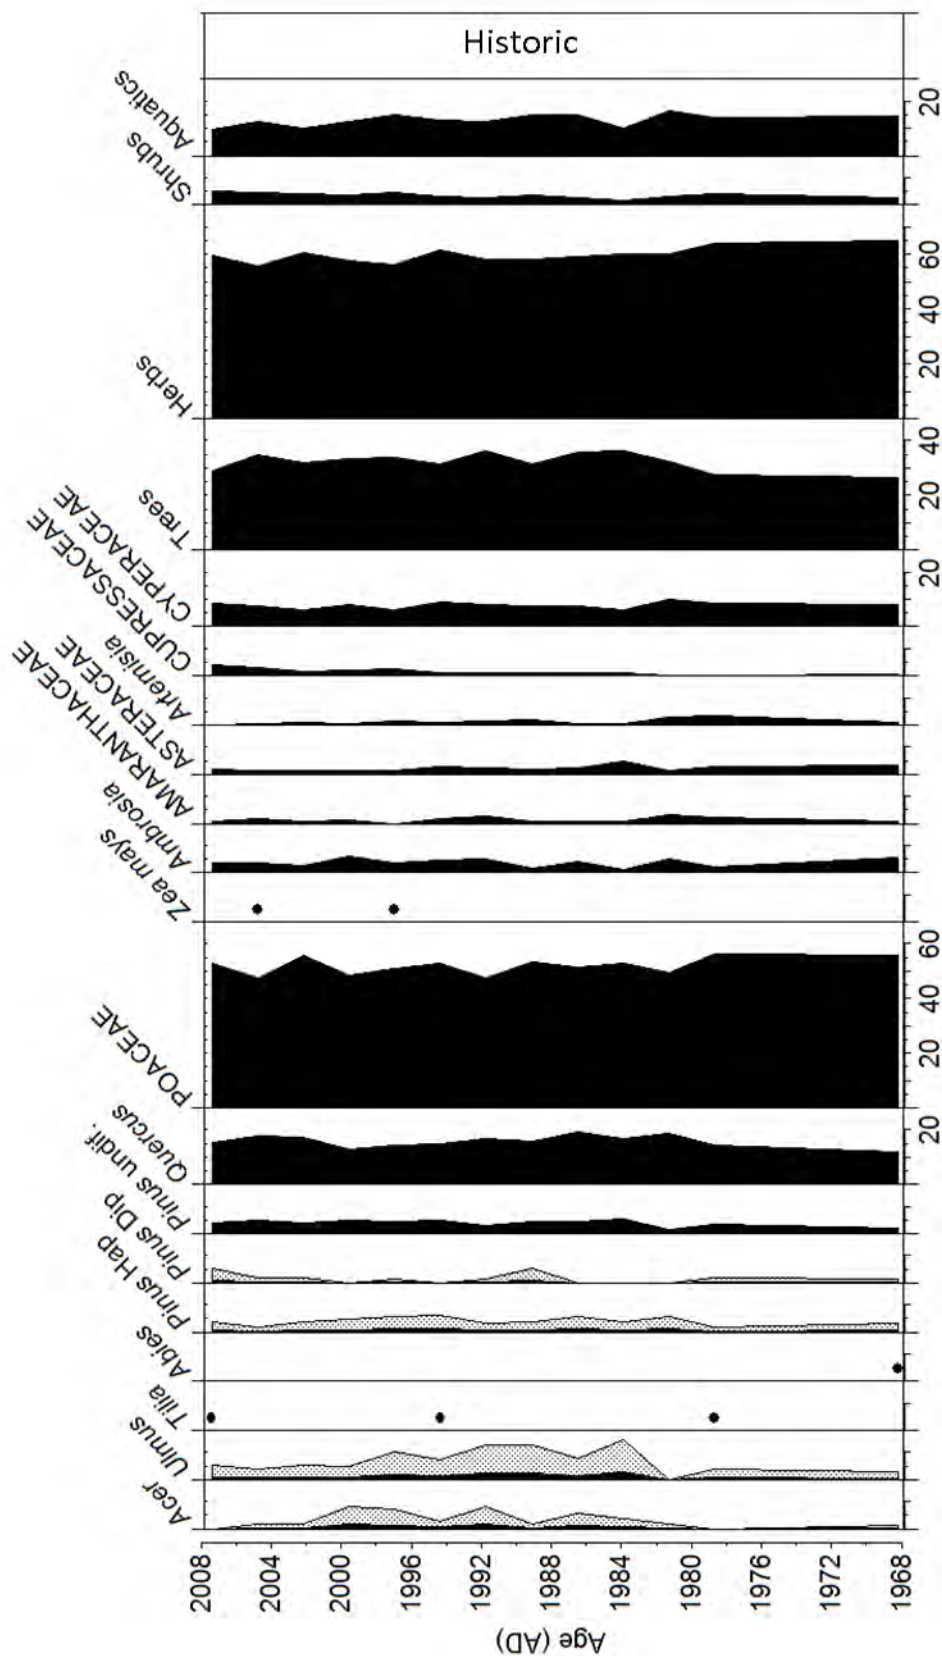 Age (AD)
2008
2004
2000
1996
1992
1988
1984
1980
1976
1972
1968
Acer
Ulmus
Tilia
Abies
Pinus Hap
Pinus Dip
Pinus undif.
Quercus
20
POACEAE
20
40
60
Zea mays
Ambrosia
AMARANTHACEAE
ASTERACEAE
Artemisia
CUPRESSACEAE
CYPERACEAE
20
Trees
20
40
Herbs
20
40
60
Shrubs
Aquatics
20
Historic